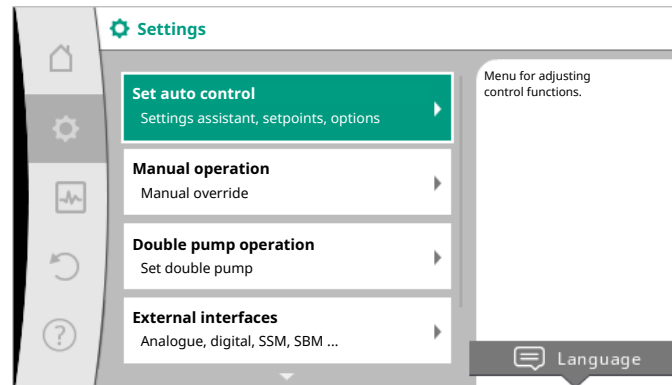 Settings
Set auto control
Settings assistant, setpoints, options
Manual operation
Manual override
Double pump operation
Set double pump
External interfaces
Analogue, digital, SSM, SBM ...
Menu for adjusting
control functions.
Language